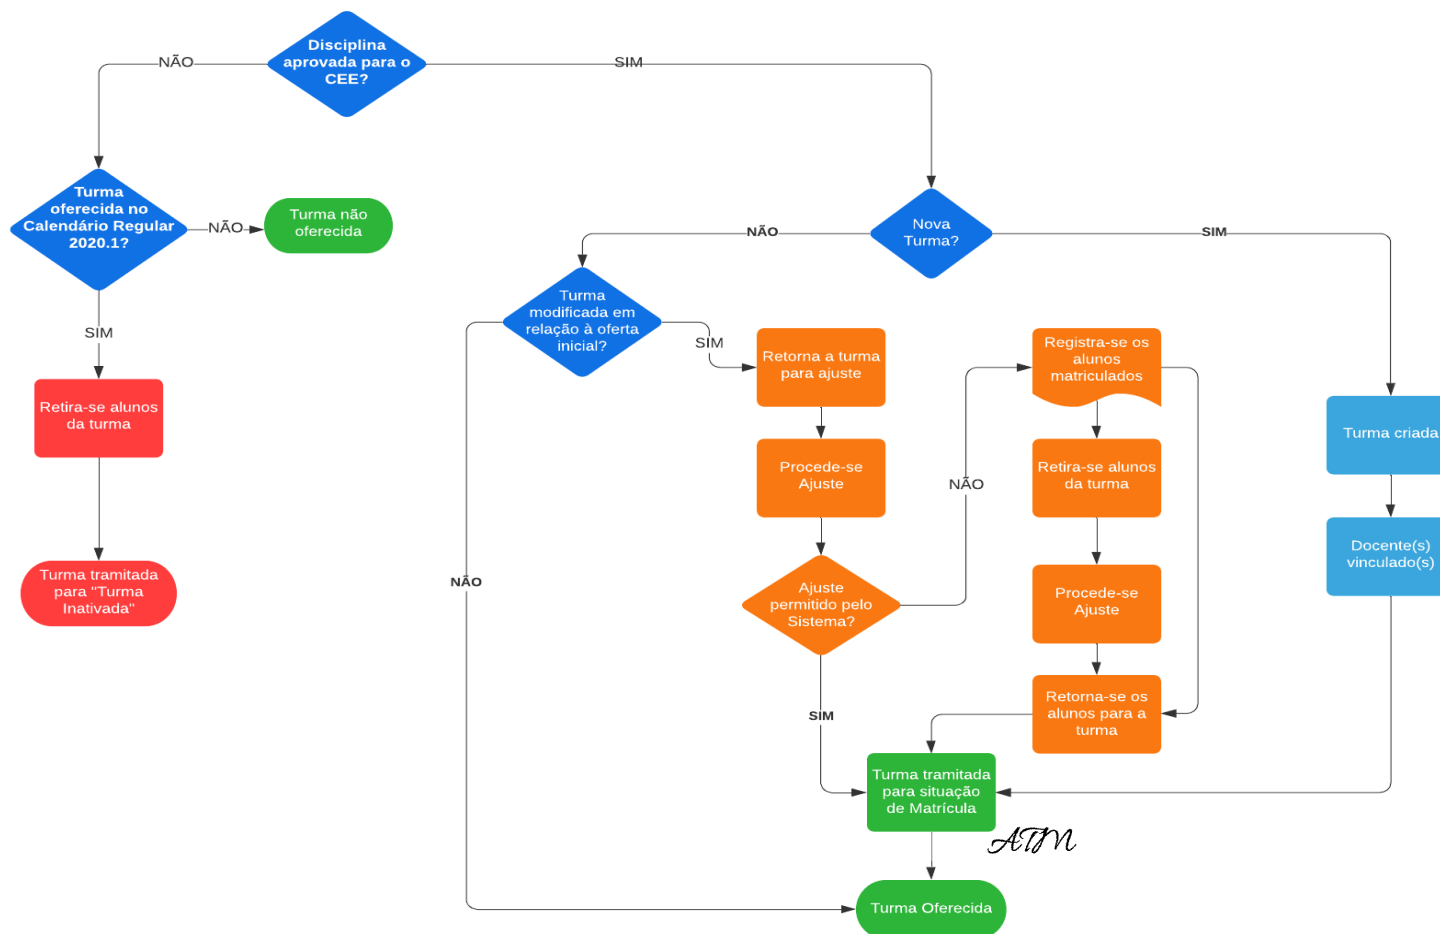 Disciplina
aprovada para o
CEE?
NÃO
SIM
Turma
oferecida no
Calendário Regular
2020.1?
NÃO
Turma não
oferecida
SIM
Retira-se alunos
da turma
Turma tramitada
para "Turma
Inativada"
Nova
Turma?
NÃO
SIM
Turma
modificada em
relação à oferta
inicial?
SIM
NÃO
Retorna a turma
para ajuste
Procede-se
Ajuste
Ajuste
permitido pelo
Sistema?
NÃO
SIM
Registra-se os
alunos
matriculados
Retira-se alunos
da turma
Procede-se
Ajuste
Retorna-se os
alunos para a
turma
Turma criada
Docente(s)
vinculado(s)
Turma tramitada
para situação
de Matrícula
ATM
Turma Oferecida